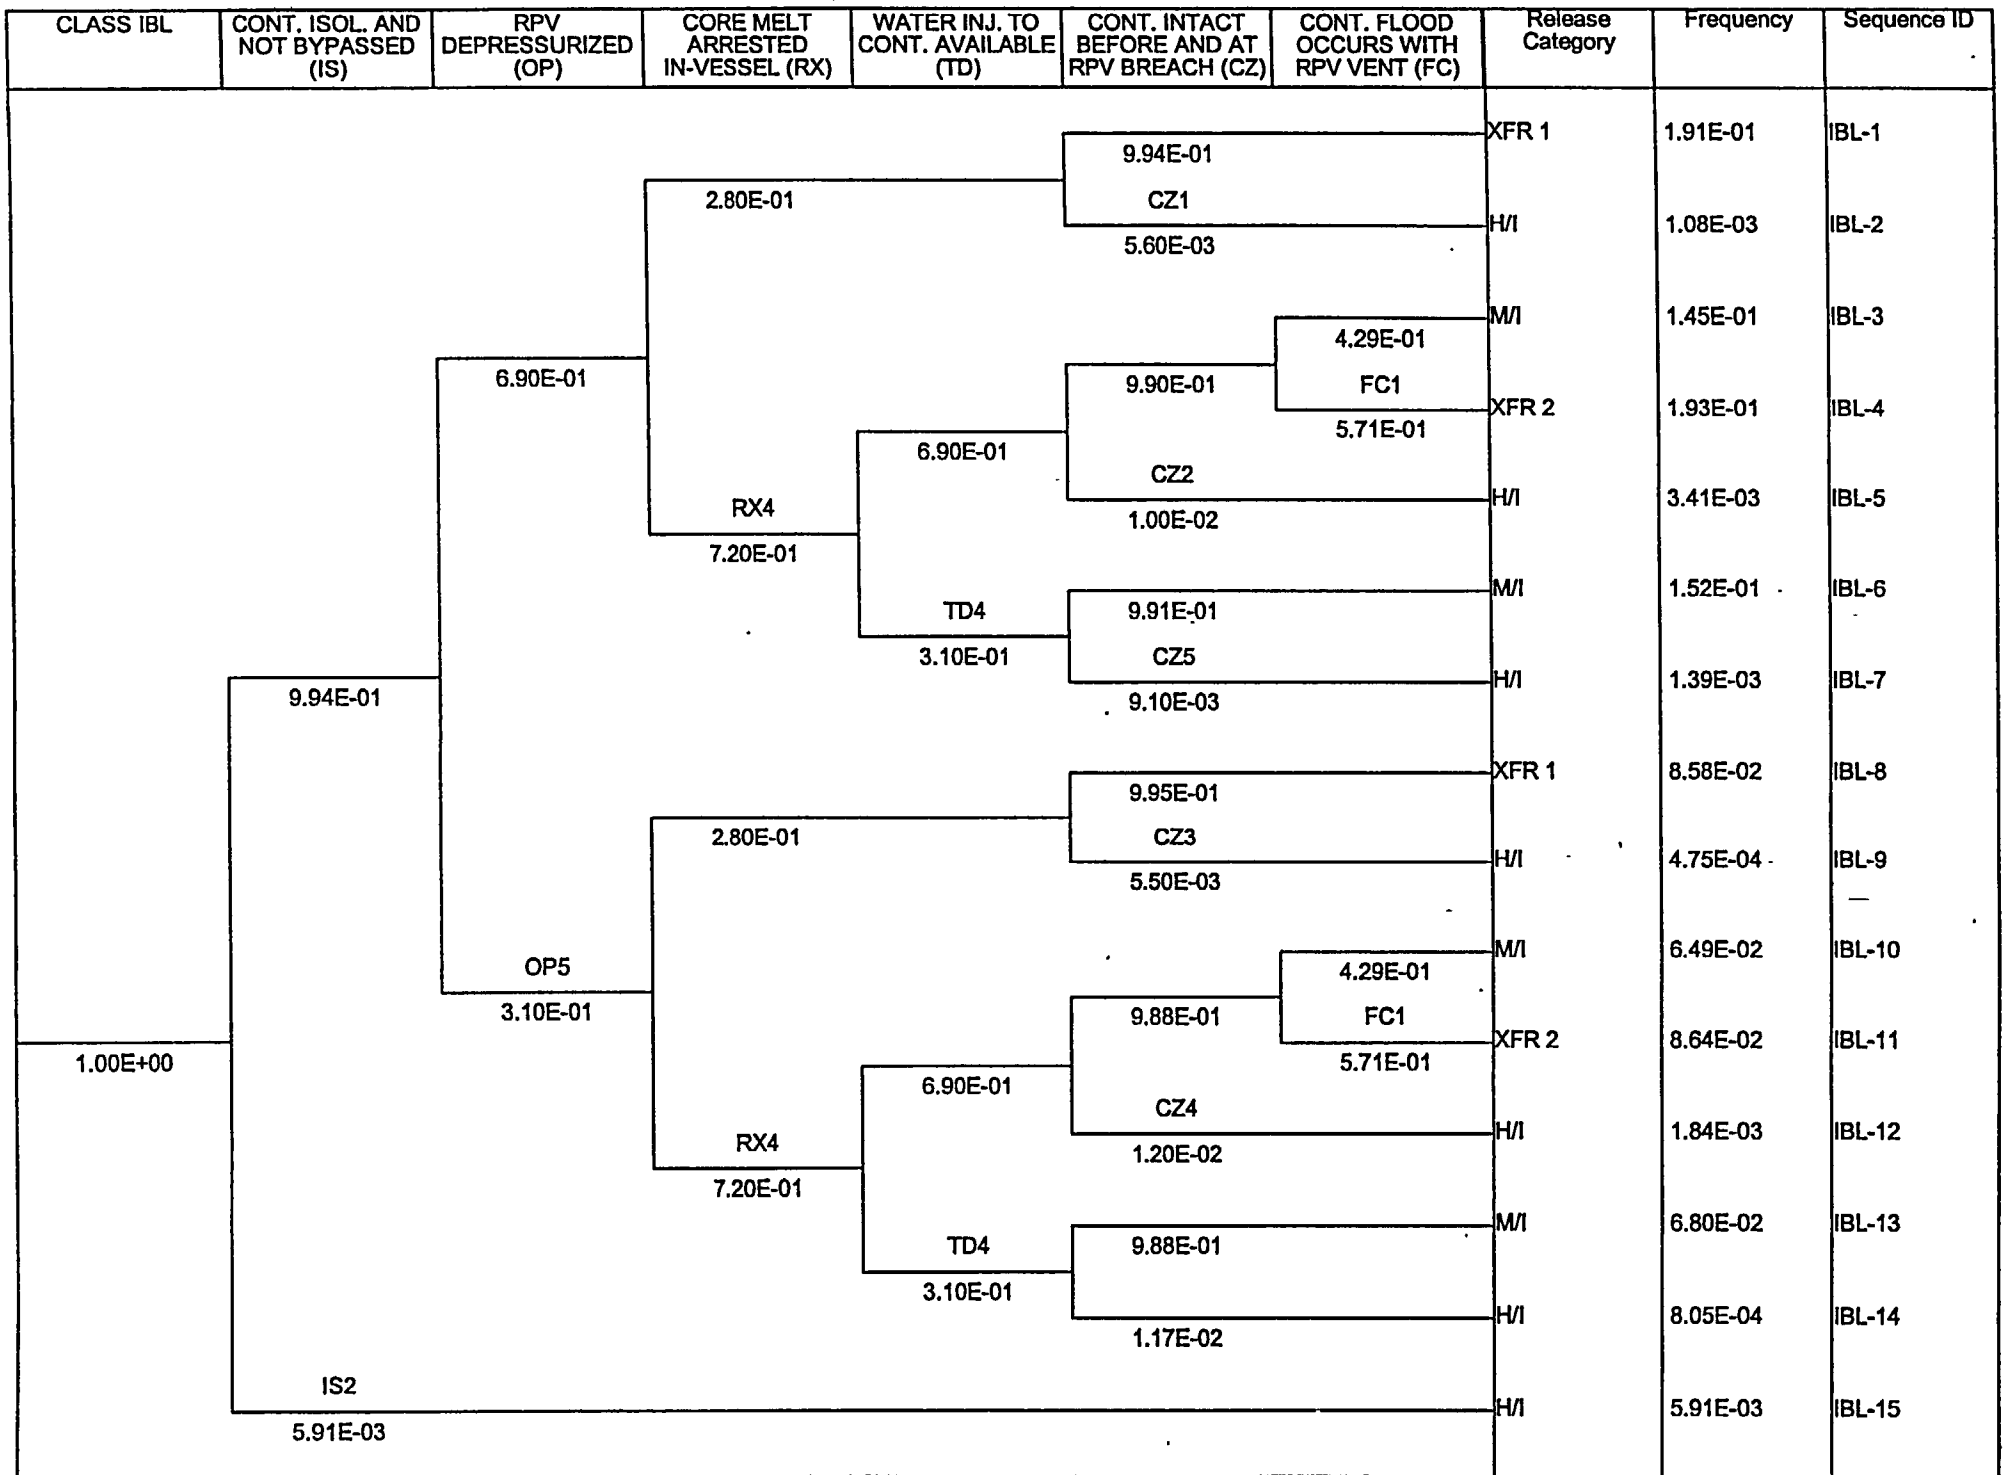 CLASS IBL
CONT. ISOL. AND
NOT BYPASSED
(IS)
RPV
DEPRESSURIZED
(OP)
CORE MELT
ARRESTED
IN-VESSEL (RX)
WATER INJ. TO
CONT. AVAILABLE
(TD)
CONT. INTACT
BEFORE AND AT
RPV BREACH (CZ)
CONT. FLOOD
OCCURS WITH
RPV VENT (FC)
Release
Category
Frequency
Sequence ID
XFR 1 1.91E-01 IBL-1
9.94E-01
2.80E-01
CZ1
H/I 1.08E-03 IBL-2
5.60E-03
M/I 1.45E-01 IBL-3
4.29E-01
6.90E-01
9.90E-01
FC1
XFR 2 1.93E-01 IBL-4
5.71E-01
6.90E-01
CZ2
H/I 3.41E-03 IBL-5
RX4
1.00E-02
7.20E-01
M/I 1.52E-01 IBL-6
TD4
9.91E-01
3.10E-01
CZ5
H/I 1.39E-03 IBL-7
9.94E-01
9.10E-03
XFR 1 8.58E-02 IBL-8
9.95E-01
2.80E-01
CZ3
H/I 4.75E-04 IBL-9
5.50E-03
M/I 6.49E-02 IBL-10
OP5
4.29E-01
3.10E-01
9.88E-01
FC1
XFR 2 8.64E-02 IBL-11
1.00E+00
5.71E-01
6.90E-01
CZ4
H/I 1.84E-03 IBL-12
RX4
1.20E-02
7.20E-01
M/I 6.80E-02 IBL-13
TD4
9.88E-01
3.10E-01
H/I 8.05E-04 IBL-14
1.17E-02
IS2
H/I 5.91E-03 IBL-15
5.91E-03